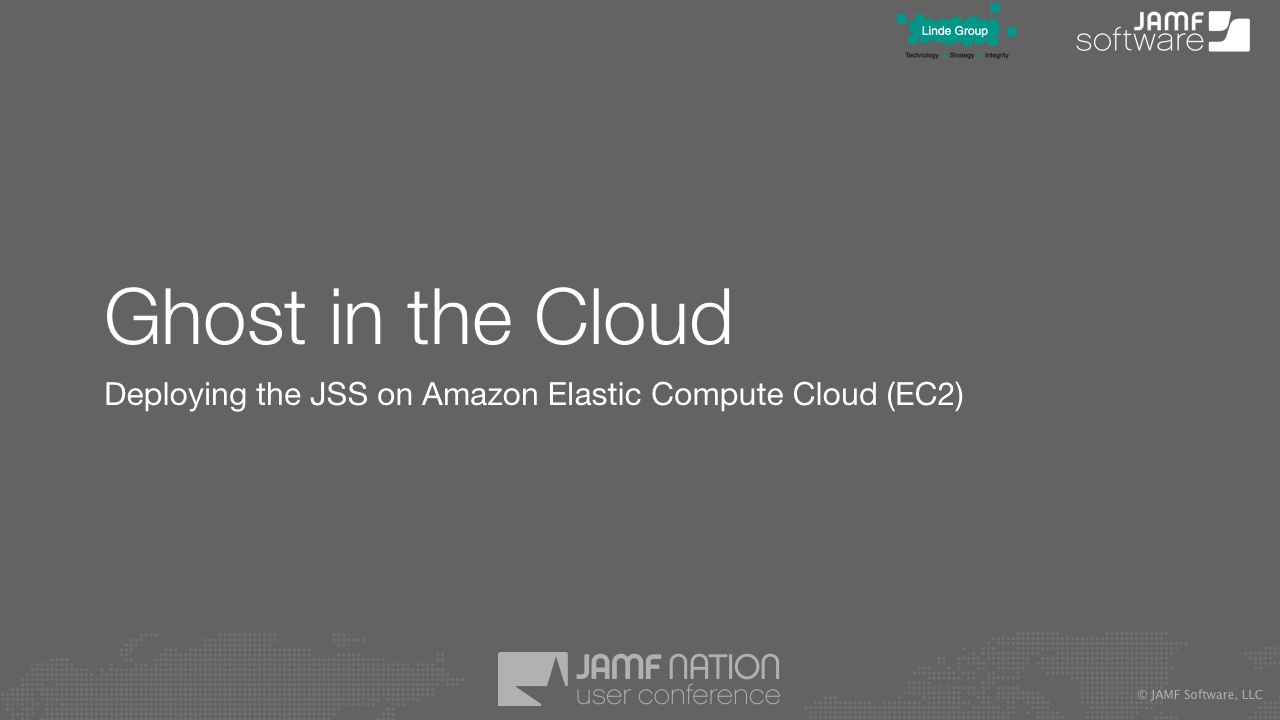 Linde Group
Technology Strategy Integrity
JAMF
software
Ghost in the Cloud
Deploying the JSS on Amazon Elastic Compute Cloud (EC2)
JAMF NATION
user conference
© JAMF Software, LLC